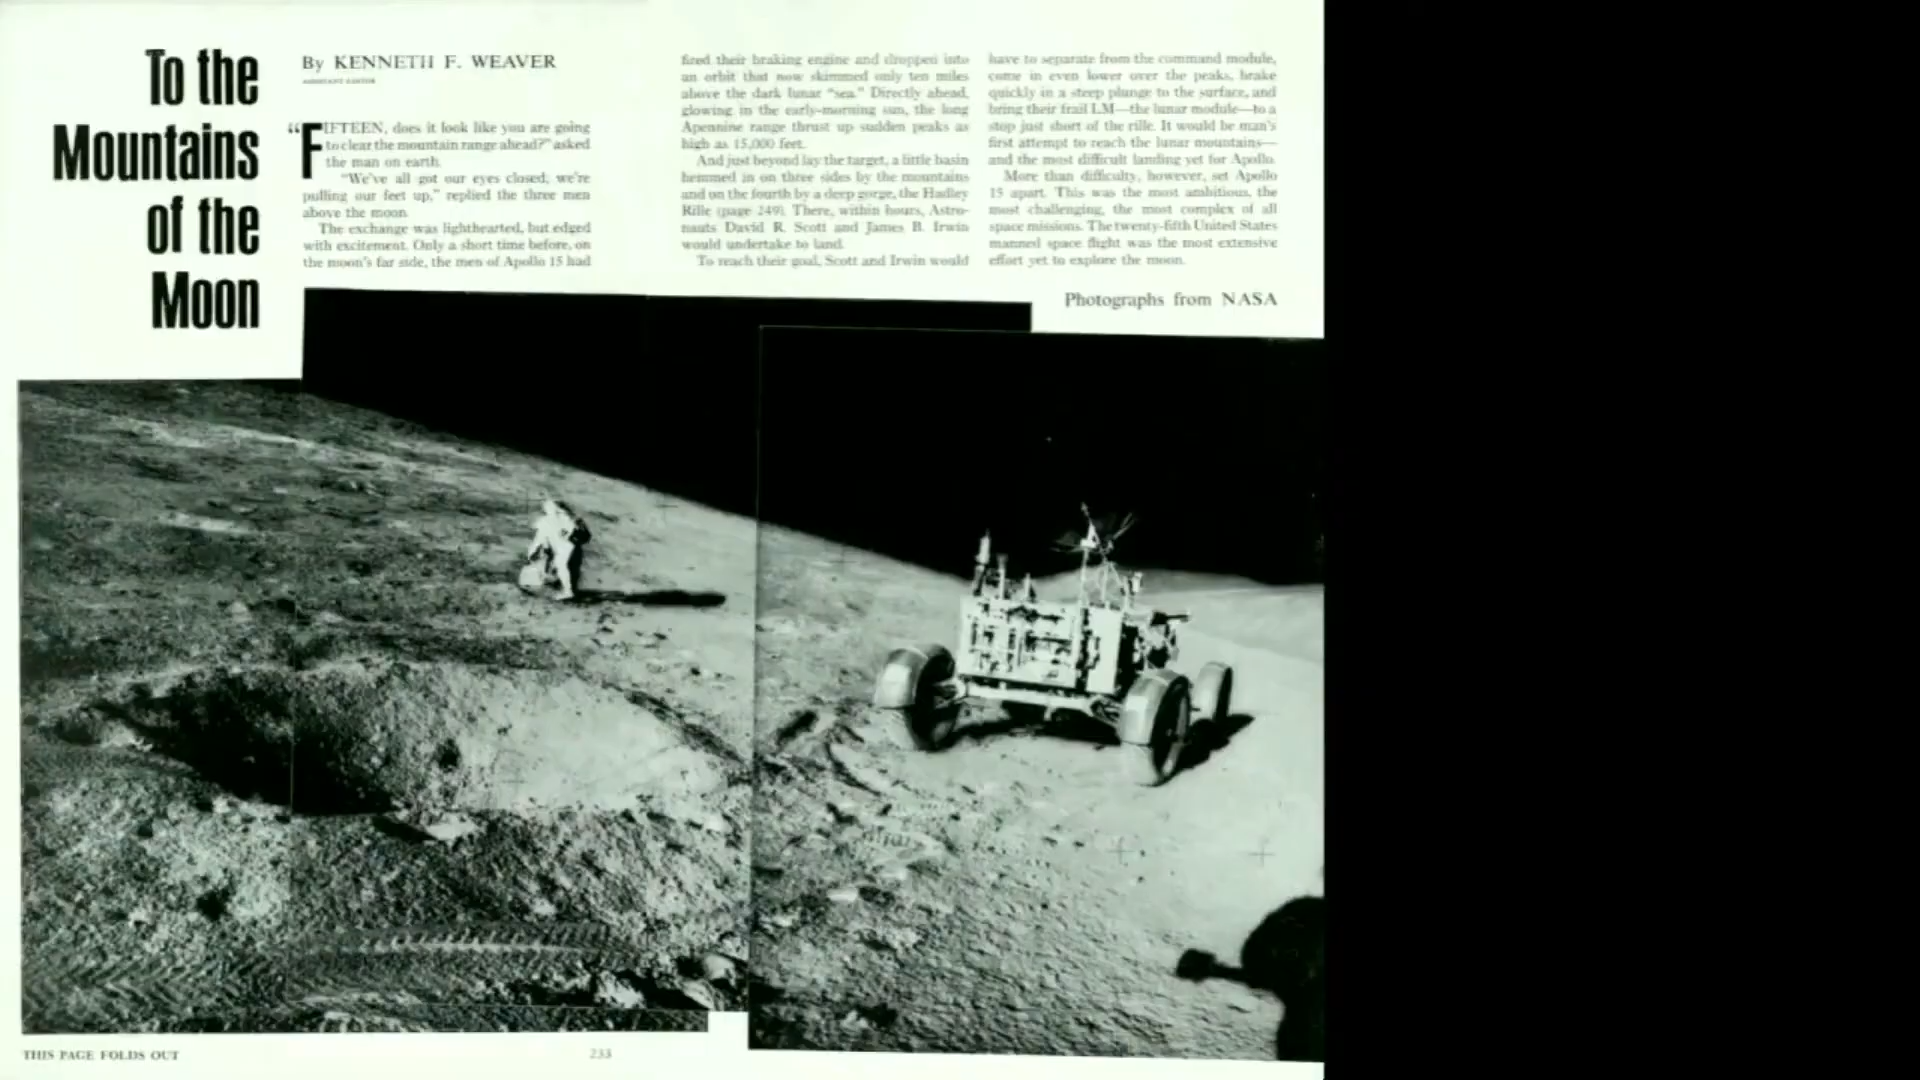 To the
Mountains
of the
Moon
By KENNETH F. WEAVER
ASSISTANT EDITOR
“FIFTEEN, does it look like you are going
to clear the mountain range ahead?” asked
the man on earth.
“We’ve all got our eyes closed; we’re
pulling our feet up,” replied the three men
above the moon.
The exchange was lighthearted, but edged
with excitement. Only a short time before, on
the moon’s far side, the men of Apollo 15 had
fired their braking engine and dropped into
an orbit that now skimmed only ten miles
above the dark lunar “sea.” Directly ahead,
glowing in the early-morning sun, the long
Apennine range thrust up sudden peaks as
high as 15,000 feet.
And just beyond lay the target, a little basin
hemmed in on three sides by the mountains
and on the fourth by a deep gorge, the Hadley
Rille (page 249). There, within hours, Astro-
nauts David R. Scott and James B. Irwin
would undertake to land.
To reach their goal, Scott and Irwin would
have to separate from the command module,
come in even lower over the peaks, brake
quickly in a steep plunge to the surface, and
bring their frail LM—the lunar module—to a
stop just short of the rille. It would be man’s
first attempt to reach the lunar mountains—
and the most difficult landing yet for Apollo.
More than difficulty, however, set Apollo
15 apart. This was the most ambitious, the
most challenging, the most complex of all
space missions. The twenty-fifth United States
manned space flight was the most extensive
effort yet to explore the moon.
Photographs from NASA
THIS PAGE FOLDS OUT
233